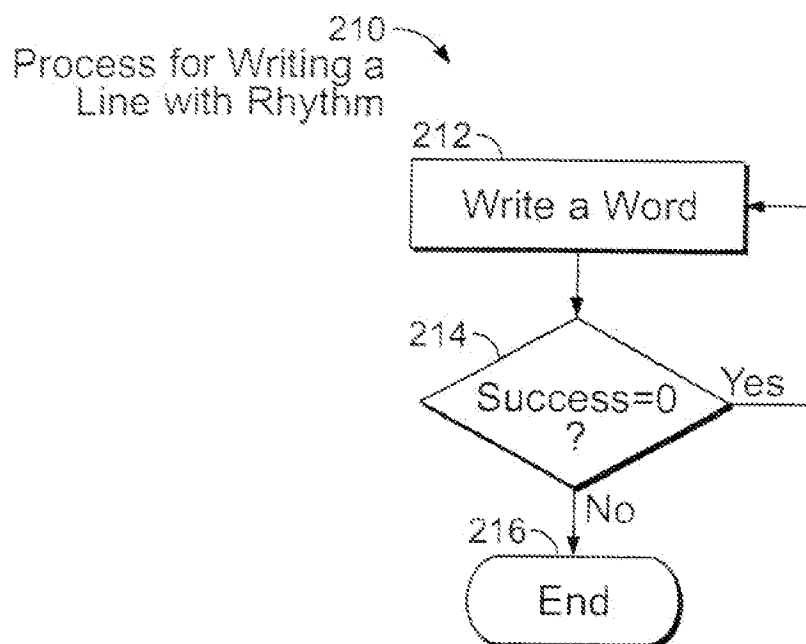 210
Process for Writing a
Line with Rhythm
212
Write a Word
214
Success=0
?
Yes
No
216
End